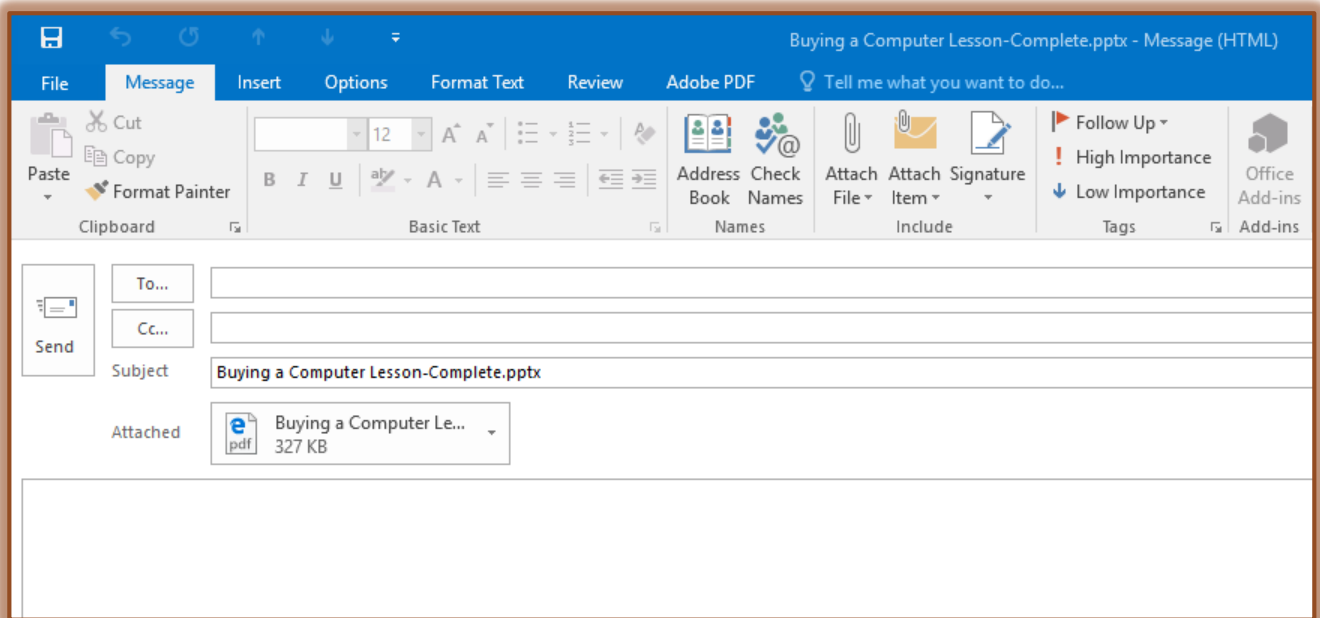 Buying a Computer Lesson-Complete.pptx - Message (HTML)
File Message Insert Options Format Text Review Adobe PDF Tell me what you want to do...
Paste
Cut
Copy
Format Painter
Clipboard
12
A A
B I U aby A
Basic Text
Address Book
Check Names
Names
Attach File
Attach Item
Signature
Include
Follow Up
High Importance
Low Importance
Tags
Office Add-ins
Add-ins
Send
To...
Cc...
Subject Buying a Computer Lesson-Complete.pptx
Attached
e
pdf
Buying a Computer Le...
327 KB